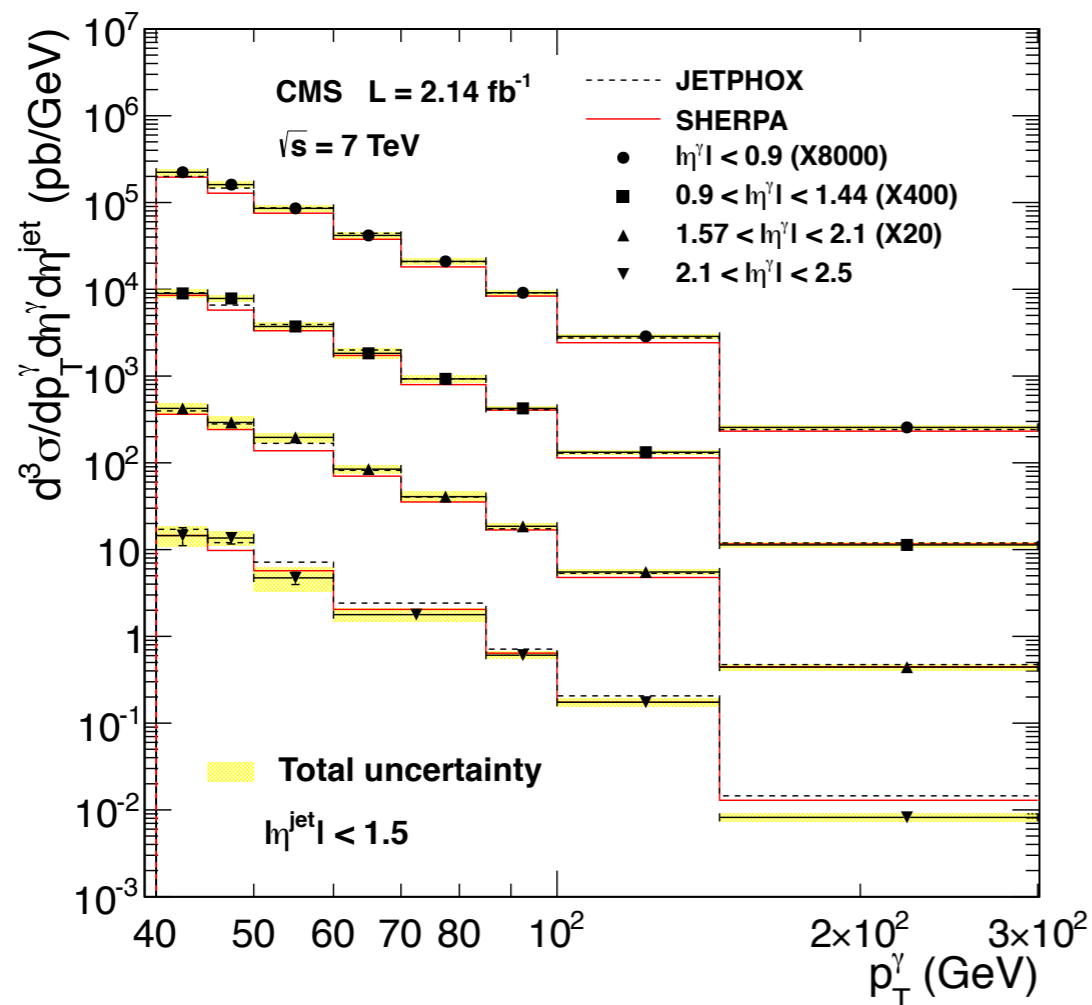 d³σ/dp_T^γ dη^γ dη^jet (pb/GeV)
10⁷
10⁶
10⁵
10⁴
10³
10²
10
1
10⁻¹
10⁻²
10⁻³
CMS L = 2.14 fb⁻¹
√s = 7 TeV
JETPHOX
SHERPA
|η^γ| < 0.9 (X8000)
0.9 < |η^γ| < 1.44 (X400)
1.57 < |η^γ| < 2.1 (X20)
2.1 < |η^γ| < 2.5
Total uncertainty
|η^jet| < 1.5
40 50 60 70 80 10² 2×10² 3×10²
p_T^γ (GeV)